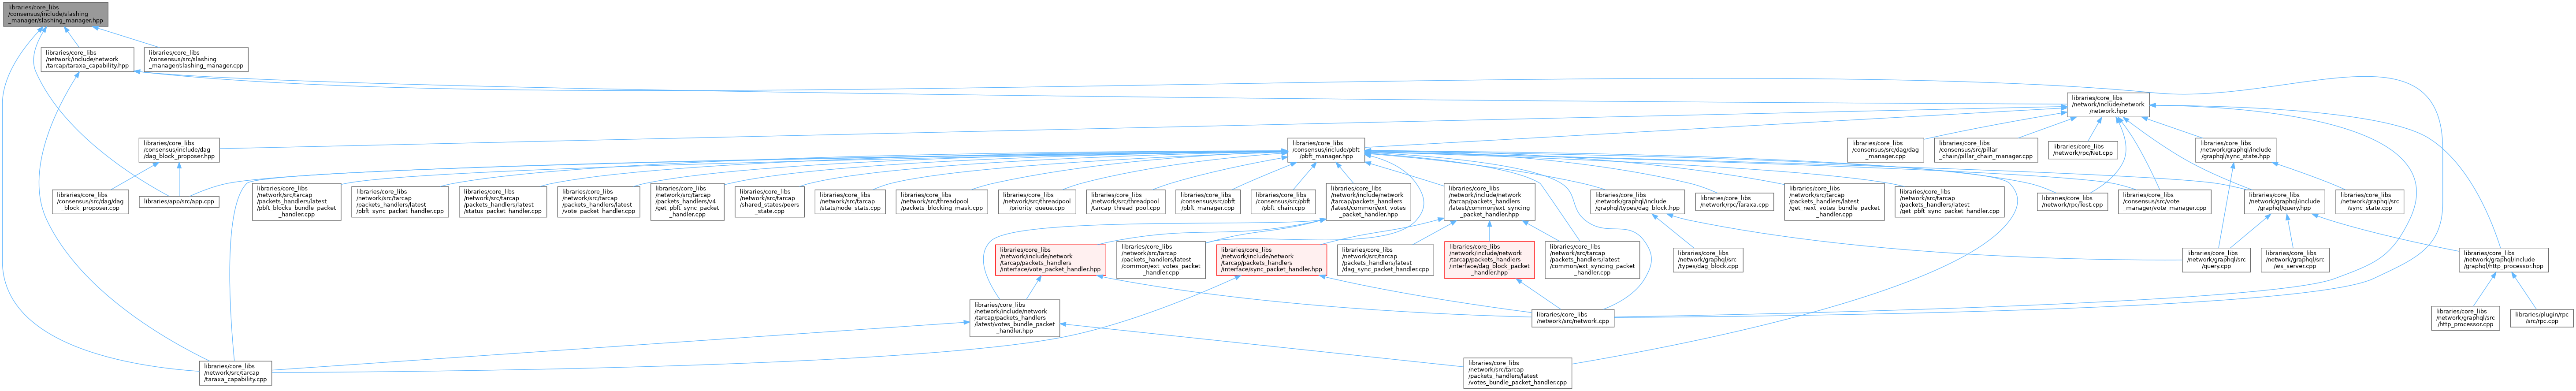 libraries/core_libs
/consensus/include/slashing
_manager/slashing_manager.hpp
libraries/core_libs
/network/include/network
/tarcap/taraxa_capability.hpp
libraries/core_libs
/consensus/src/slashing
_manager/slashing_manager.cpp
libraries/core_libs
/network/include/network
/network.hpp
libraries/core_libs
/consensus/include/dag
/dag_block_proposer.hpp
libraries/core_libs
/consensus/include/pbft
/pbft_manager.hpp
libraries/core_libs
/consensus/src/dag/dag
_manager.cpp
libraries/core_libs
/consensus/src/pillar
_chain/pillar_chain_manager.cpp
libraries/core_libs
/network/rpc/Net.cpp
libraries/core_libs
/network/graphql/include
/graphql/sync_state.hpp
libraries/core_libs
/consensus/src/dag/dag
_block_proposer.cpp
libraries/app/src/app.cpp
libraries/core_libs
/network/src/tarcap
/packets_handlers/latest
/pbft_blocks_bundle_packet
_handler.cpp
libraries/core_libs
/network/src/tarcap
/packets_handlers/latest
/pbft_sync_packet_handler.cpp
libraries/core_libs
/network/src/tarcap
/packets_handlers/latest
/status_packet_handler.cpp
libraries/core_libs
/network/src/tarcap
/packets_handlers/latest
/vote_packet_handler.cpp
libraries/core_libs
/network/src/tarcap
/packets_handlers/v4
/get_pbft_sync_packet
_handler.cpp
libraries/core_libs
/network/src/tarcap
/shared_states/peers
_state.cpp
libraries/core_libs
/network/src/tarcap
/stats/node_stats.cpp
libraries/core_libs
/network/src/threadpool
/packets_blocking_mask.cpp
libraries/core_libs
/network/src/threadpool
/priority_queue.cpp
libraries/core_libs
/network/src/threadpool
/tarcap_thread_pool.cpp
libraries/core_libs
/consensus/src/pbft
/pbft_manager.cpp
libraries/core_libs
/consensus/src/pbft
/pbft_chain.cpp
libraries/core_libs
/network/include/network
/tarcap/packets_handlers
/latest/common/ext_votes
_packet_handler.hpp
libraries/core_libs
/network/include/network
/tarcap/packets_handlers
/latest/common/ext_syncing
_packet_handler.hpp
libraries/core_libs
/network/graphql/include
/graphql/types/dag_block.hpp
libraries/core_libs
/network/rpc/Taraxa.cpp
libraries/core_libs
/network/src/tarcap
/packets_handlers/latest
/get_next_votes_bundle_packet
_handler.cpp
libraries/core_libs
/network/src/tarcap
/packets_handlers/latest
/get_pbft_sync_packet_handler.cpp
libraries/core_libs
/network/rpc/Test.cpp
libraries/core_libs
/consensus/src/vote
_manager/vote_manager.cpp
libraries/core_libs
/network/graphql/include
/graphql/query.hpp
libraries/core_libs
/network/graphql/src
/sync_state.cpp
libraries/core_libs
/network/include/network
/tarcap/packets_handlers
/interface/vote_packet_handler.hpp
libraries/core_libs
/network/src/tarcap
/packets_handlers/latest
/common/ext_votes_packet
_handler.cpp
libraries/core_libs
/network/include/network
/tarcap/packets_handlers
/interface/sync_packet_handler.hpp
libraries/core_libs
/network/src/tarcap
/packets_handlers/latest
/dag_sync_packet_handler.cpp
libraries/core_libs
/network/include/network
/tarcap/packets_handlers
/interface/dag_block_packet
_handler.hpp
libraries/core_libs
/network/src/tarcap
/packets_handlers/latest
/common/ext_syncing_packet
_handler.cpp
libraries/core_libs
/network/graphql/src
/types/dag_block.cpp
libraries/core_libs
/network/graphql/src
/query.cpp
libraries/core_libs
/network/graphql/src
/ws_server.cpp
libraries/core_libs
/network/graphql/include
/graphql/http_processor.hpp
libraries/core_libs
/network/include/network
/tarcap/packets_handlers
/latest/votes_bundle_packet
_handler.hpp
libraries/core_libs
/network/src/network.cpp
libraries/core_libs
/network/graphql/src
/http_processor.cpp
libraries/plugin/rpc
/src/rpc.cpp
libraries/core_libs
/network/src/tarcap
/taraxa_capability.cpp
libraries/core_libs
/network/src/tarcap
/packets_handlers/latest
/votes_bundle_packet_handler.cpp